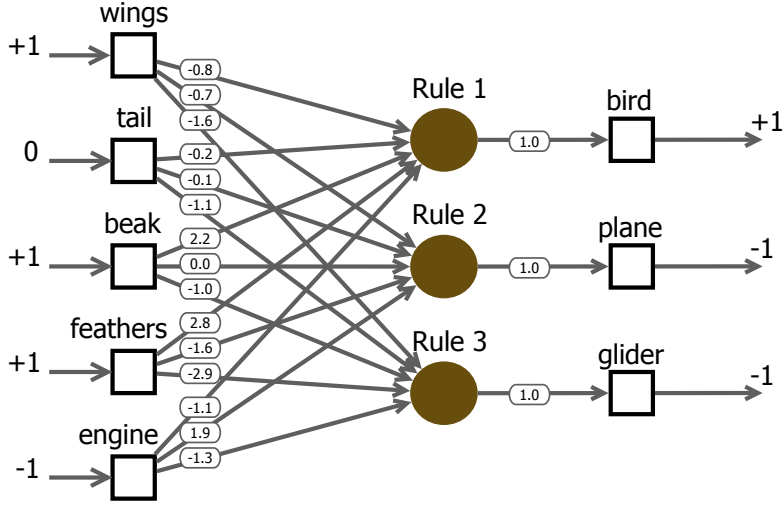 wings
+1
-0.8
-0.7
-1.6
Rule 1
bird
+1
1.0
tail
0
-0.2
-0.1
-1.1
beak
+1
2.2
0.0
-1.0
Rule 2
plane
-1
1.0
feathers
+1
2.8
-1.6
-2.9
Rule 3
glider
-1
1.0
engine
-1
-1.1
1.9
-1.3